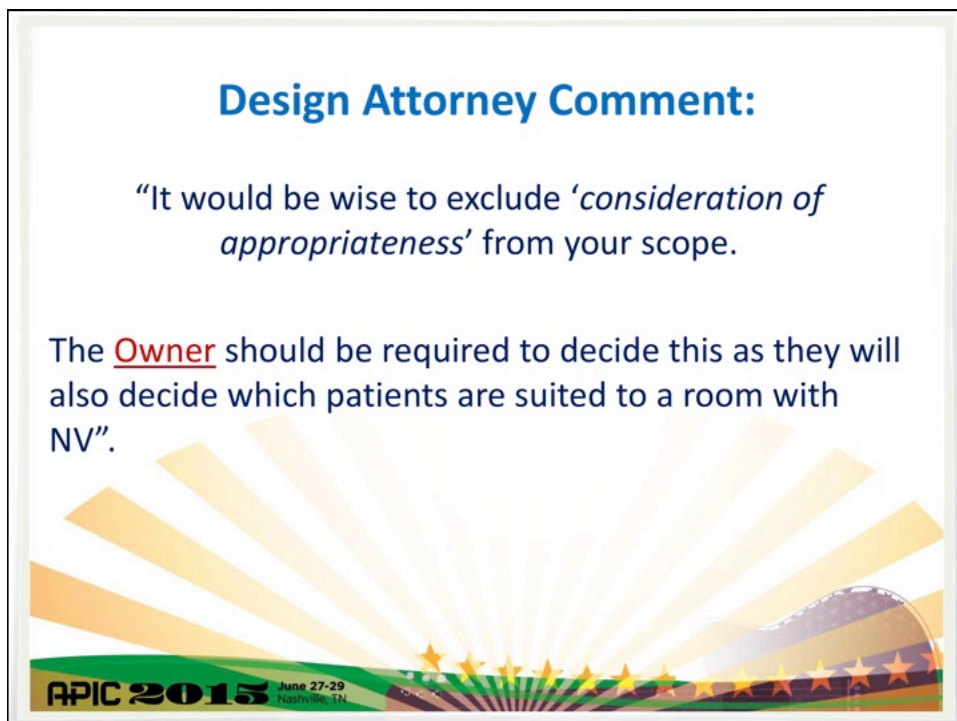 Design Attorney Comment:
“It would be wise to exclude ‘consideration of
appropriateness’ from your scope.
The Owner should be required to decide this as they will
also decide which patients are suited to a room with
NV”.
APIC 2015 June 27-29
Nashville, TN